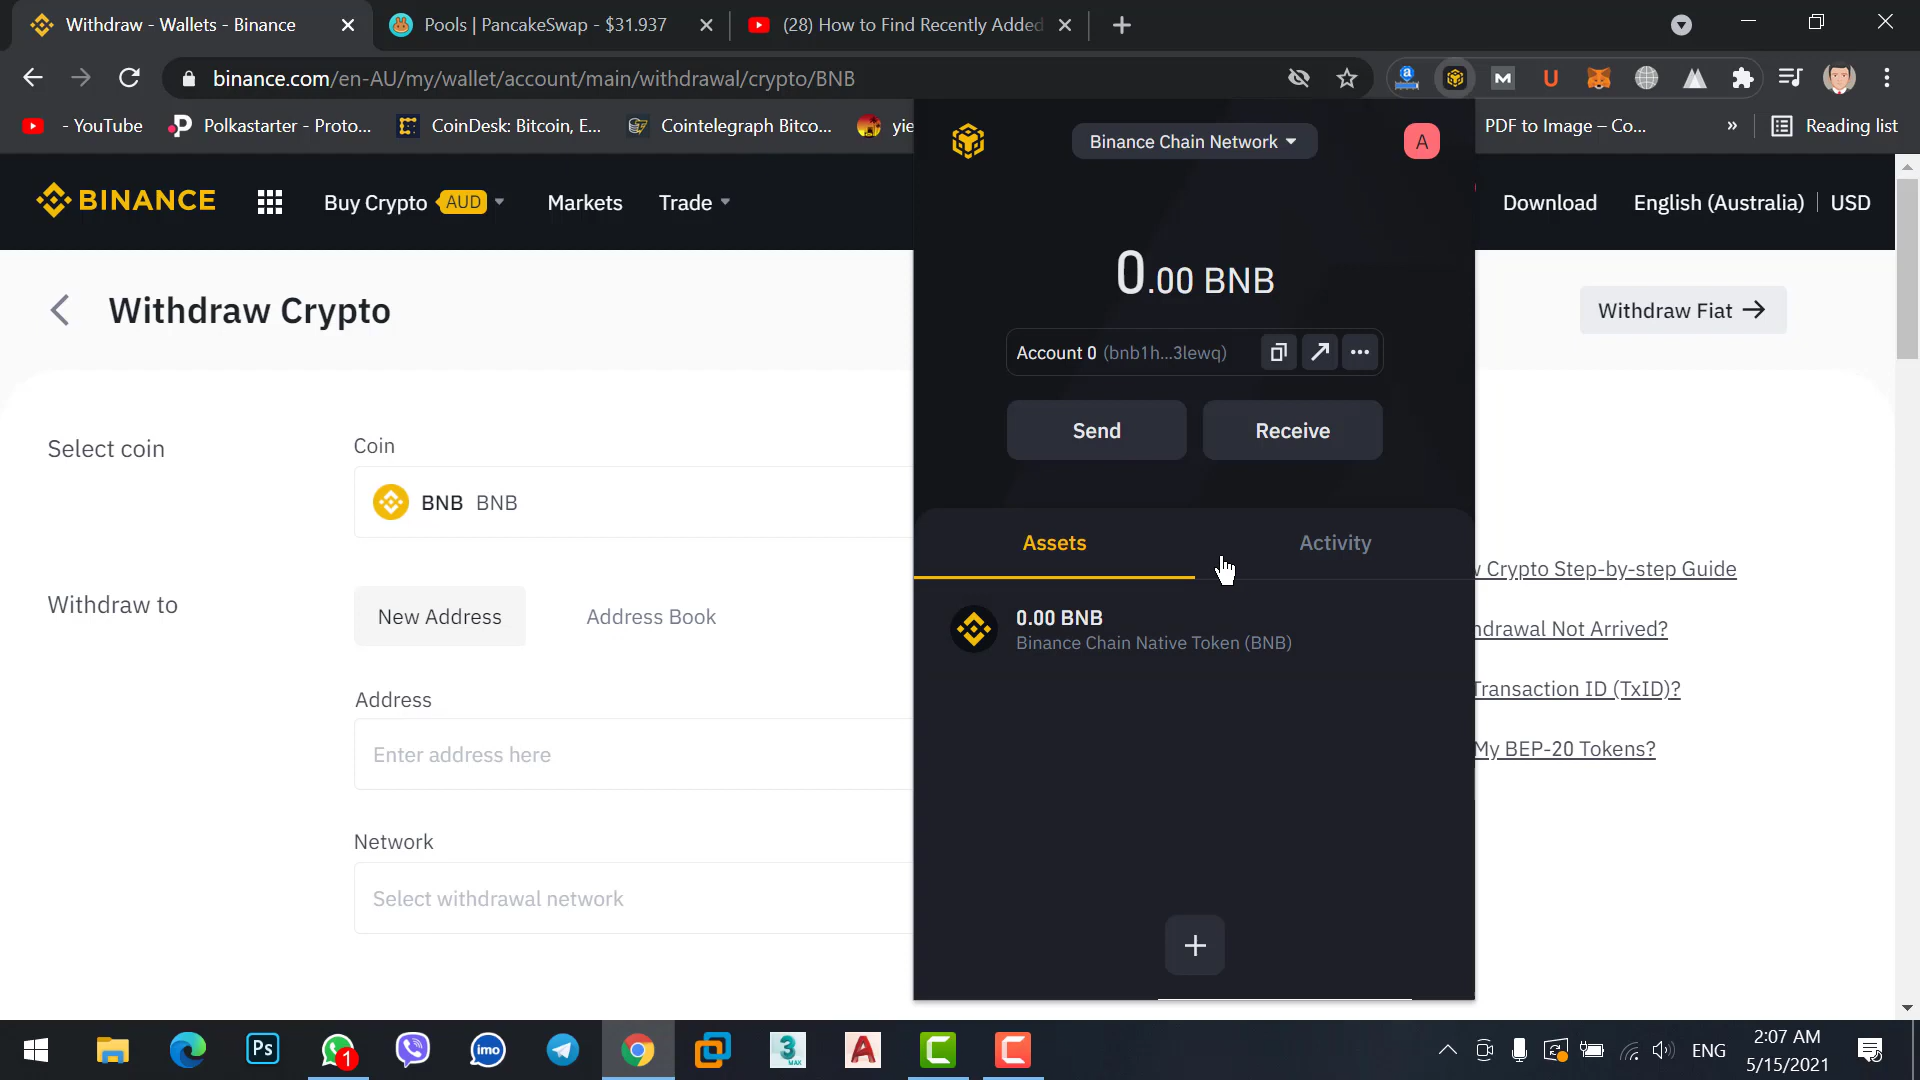 Withdraw - Wallets - Binance
Pools | PancakeSwap - $31.937
(28) How to Find Recently Added
binance.com/en-AU/my/wallet/account/main/withdrawal/crypto/BNB
- YouTube
Polkastarter - Proto...
CoinDesk: Bitcoin, E...
Cointelegraph Bitco...
yie
PDF to Image – Co...
»
Reading list
BINANCE
Buy Crypto AUD
Markets
Trade
Download
English (Australia)
USD
Binance Chain Network
A
0.00 BNB
Account 0 (bnb1h...3lewq)
Send
Receive
Assets
Activity
0.00 BNB
Binance Chain Native Token (BNB)
+
Withdraw Crypto
Withdraw Fiat →
Select coin
Coin
BNB BNB
Withdraw to
New Address
Address Book
Address
Enter address here
Network
Select withdrawal network
Crypto Step-by-step Guide
hdrawal Not Arrived?
Transaction ID (TxID)?
My BEP-20 Tokens?
Ps
1
imo
3
MAX
A
C
C
ENG
2:07 AM
5/15/2021